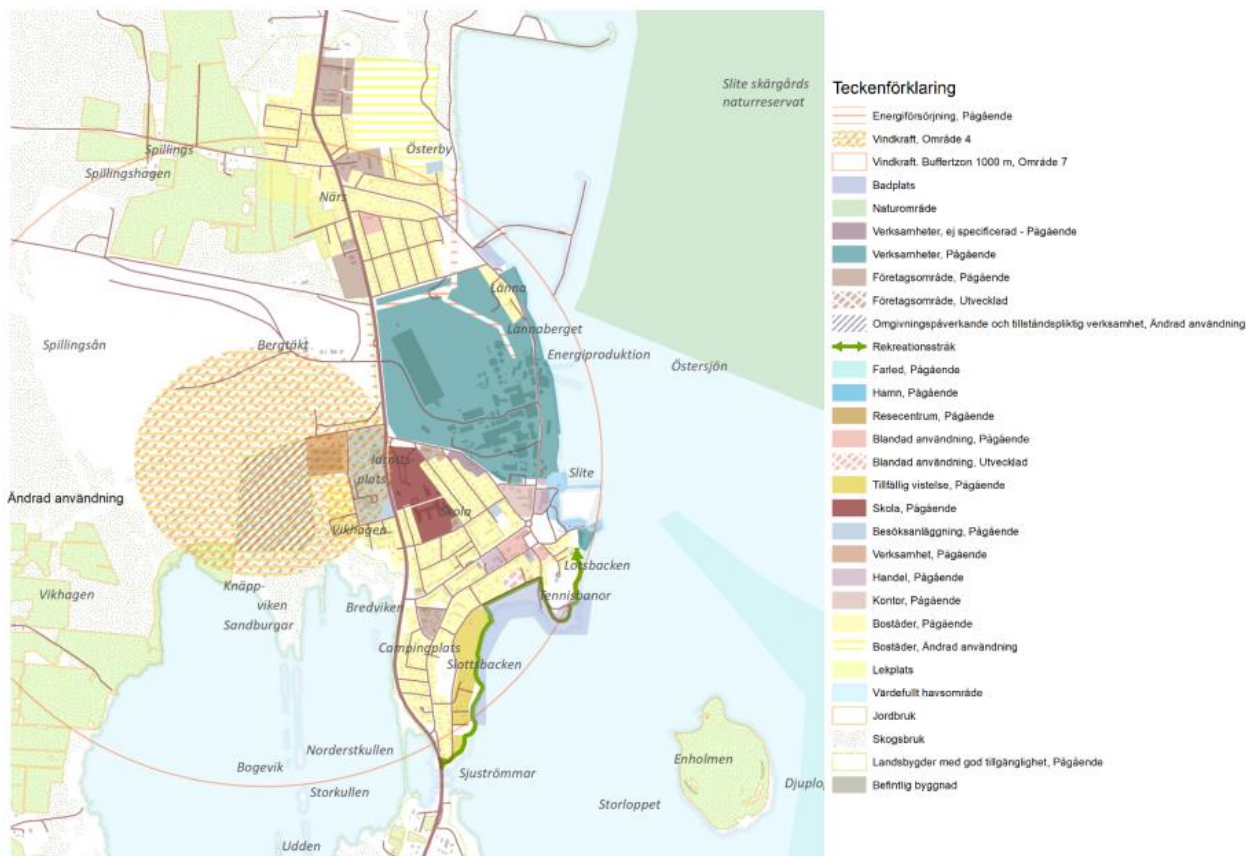 Slite skärgårds
naturreservat
Spillings
Spillingshagen
Österby
Närs
Länna
Lännaberget
Energiproduktion
Spillingsån
Bergtäkt
Östersjön
Idrotts
plats
Slite
Skola
Ändrad användning
Vikhagen
Lotsbacken
Knäpp-
viken
Vikhagen
Tennisbanor
Sandburgar
Bredviken
Campingplats
Slottsbacken
Norderstkullen
Enholmen
Bogevik
Sjuströmmar
Storkullen
Storloppet
Udden
Teckenförklaring
Energiförsörjning, Pågående
Vindkraft, Område 4
Vindkraft. Buffertzon 1000 m, Område 7
Badplats
Naturområde
Verksamheter, ej specificerad - Pågående
Verksamheter, Pågående
Företagsområde, Pågående
Företagsområde, Utvecklad
Omgivningspåverkande och tillståndspliktig verksamhet, Ändrad användning
Rekreationsstråk
Farled, Pågående
Hamn, Pågående
Resecentrum, Pågående
Blandad användning, Pågående
Blandad användning, Utvecklad
Tillfällig vistelse, Pågående
Skola, Pågående
Besöksanläggning, Pågående
Verksamhet, Pågående
Handel, Pågående
Kontor, Pågående
Bostäder, Pågående
Bostäder, Ändrad användning
Lekplats
Värdefullt havsområde
Jordbruk
Skogsbruk
Landsbygder med god tillgänglighet, Pågående
Befintlig byggnad